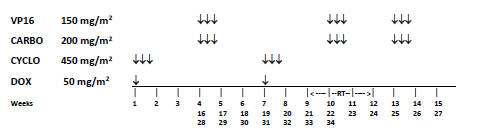 VP16 150 mg/m²
CARBO 200 mg/m²
CYCLO 450 mg/m²
DOX 50 mg/m²
<---- --RT-- ---->
Weeks 1 2 3 4 5 6 7 8 9 10 11 12 13 14 15
16 17 18 19 20 21 22 23 24 25 26 27
28 29 30 31 32 33 34